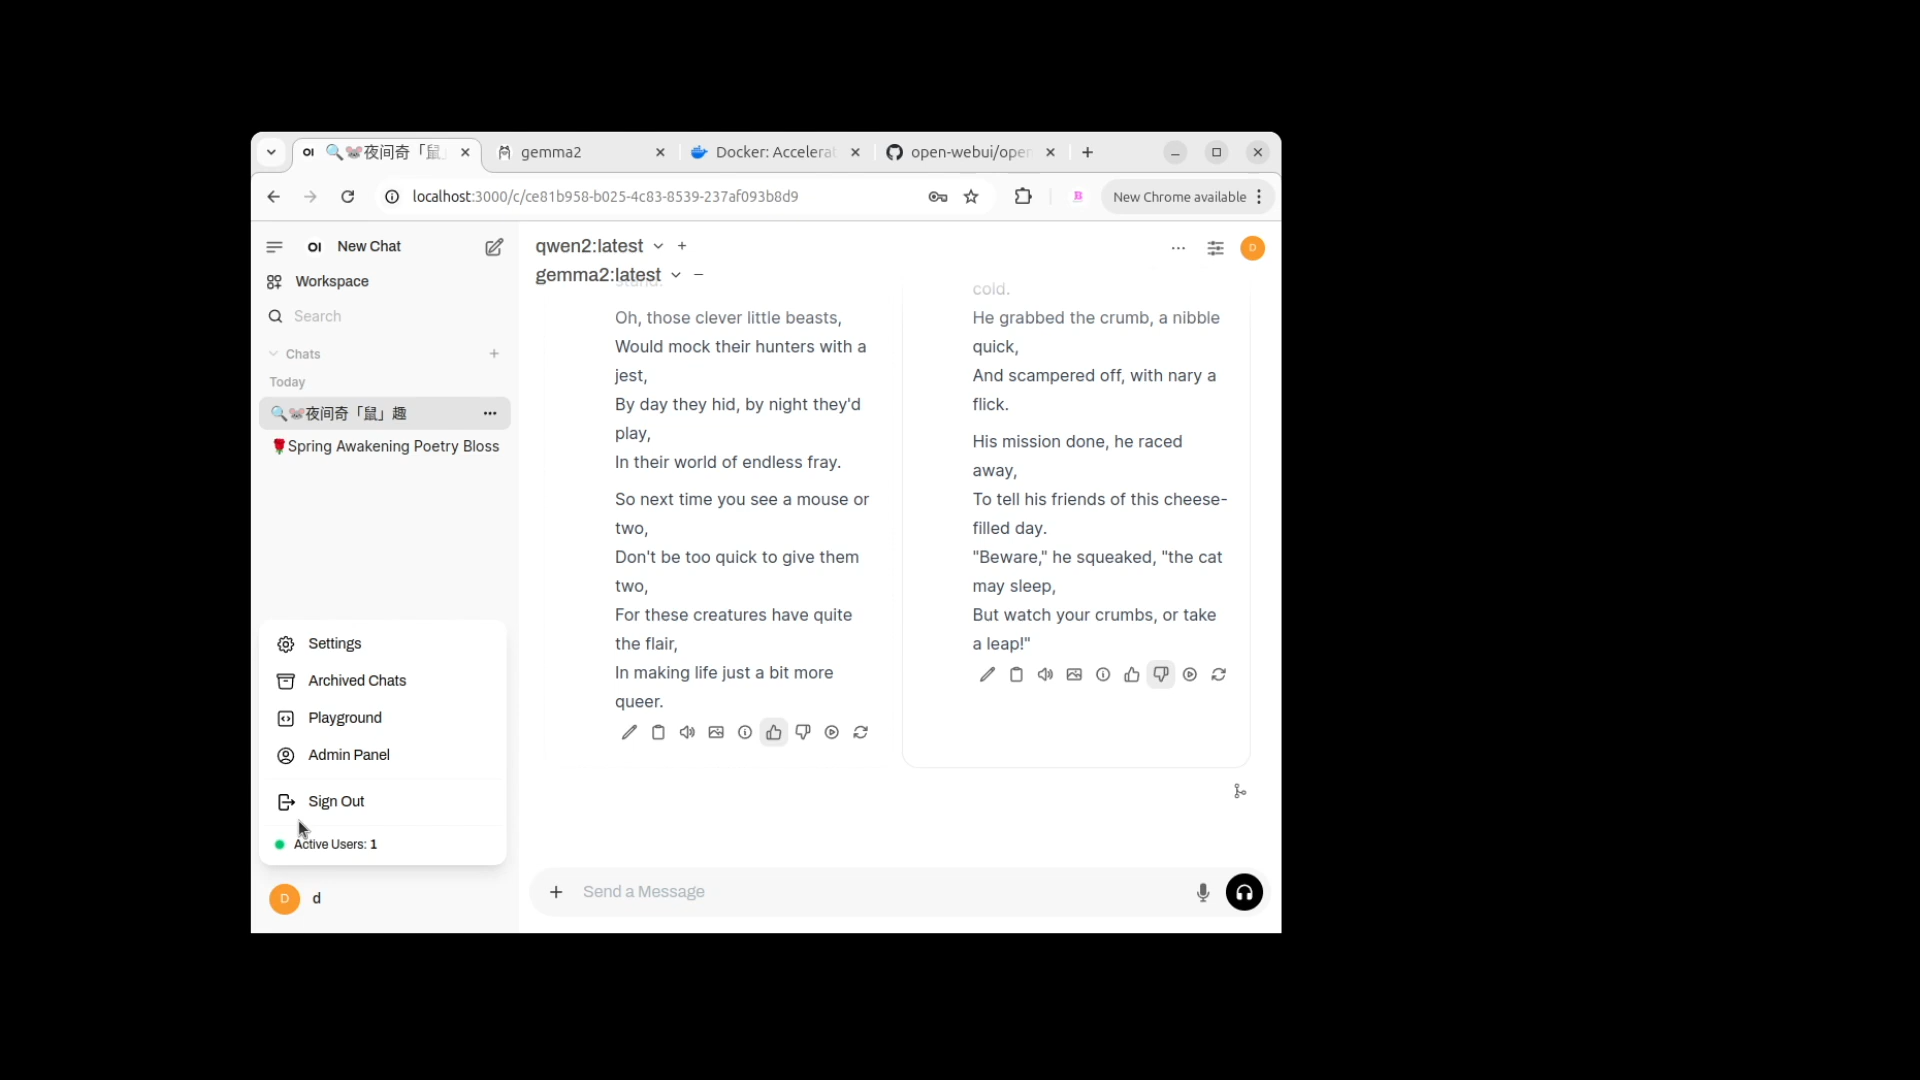 OI 🔍🐭夜间奇「鼠」
gemma2
Docker: Accelerat
open-webui/open
localhost:3000/c/ce81b958-b025-4c83-8539-237af093b8d9
New Chrome available
OI New Chat
Workspace
Search
Chats
Today
🔍🐭夜间奇「鼠」趣
🌹Spring Awakening Poetry Bloss
Settings
Archived Chats
Playground
Admin Panel
Sign Out
Active Users: 1
D d
qwen2:latest
gemma2:latest
D
stand.
Oh, those clever little beasts,
Would mock their hunters with a
jest,
By day they hid, by night they'd
play,
In their world of endless fray.
So next time you see a mouse or
two,
Don't be too quick to give them
two,
For these creatures have quite
the flair,
In making life just a bit more
queer.
cold.
He grabbed the crumb, a nibble
quick,
And scampered off, with nary a
flick.
His mission done, he raced
away,
To tell his friends of this cheese-
filled day.
"Beware," he squeaked, "the cat
may sleep,
But watch your crumbs, or take
a leap!"
Send a Message